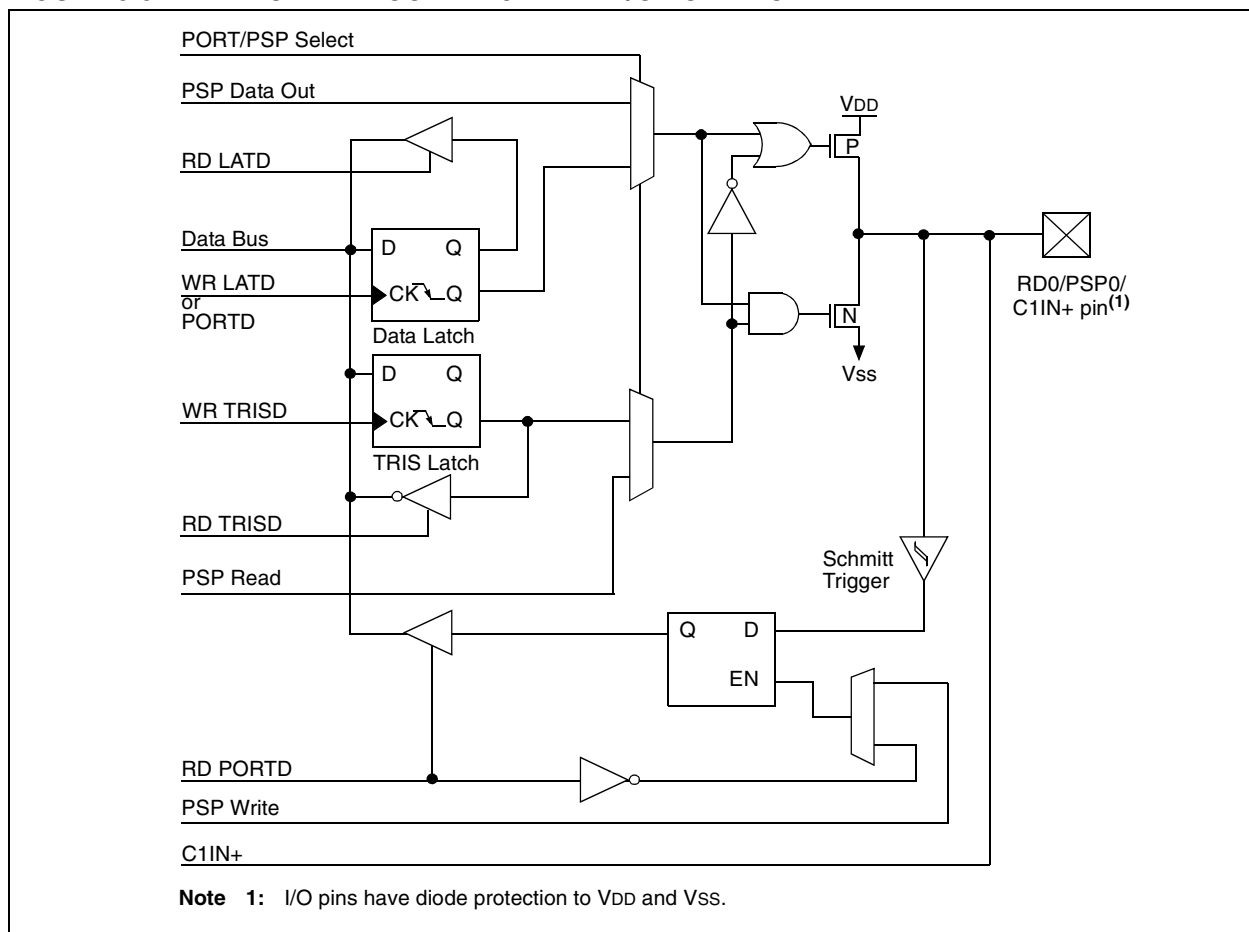 PORT/PSP Select
PSP Data Out
RD LATD
Data Bus
WR LATD
or
PORTD
D Q
CK Q
Data Latch
D Q
CK Q
TRIS Latch
WR TRISD
RD TRISD
PSP Read
VDD
P
N
Vss
RD0/PSP0/
C1IN+ pin(1)
Schmitt
Trigger
Q D
EN
RD PORTD
PSP Write
C1IN+
Note 1: I/O pins have diode protection to VDD and VSS.